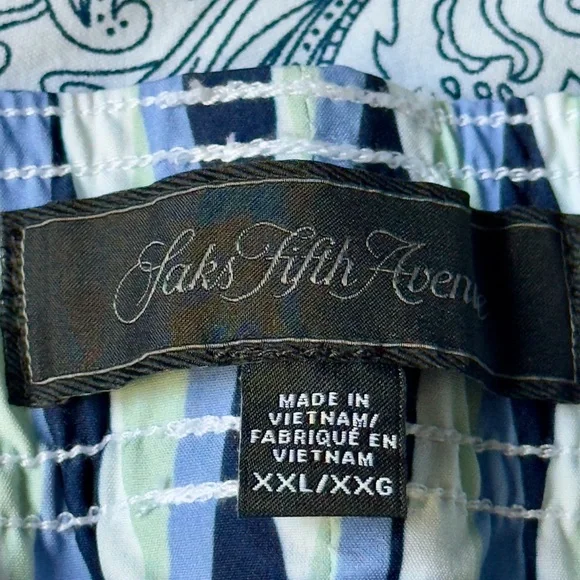 Saks Fifth Avenue
MADE IN
VIETNAM/
FABRIQUÉ EN
VIETNAM
XXL/XXG